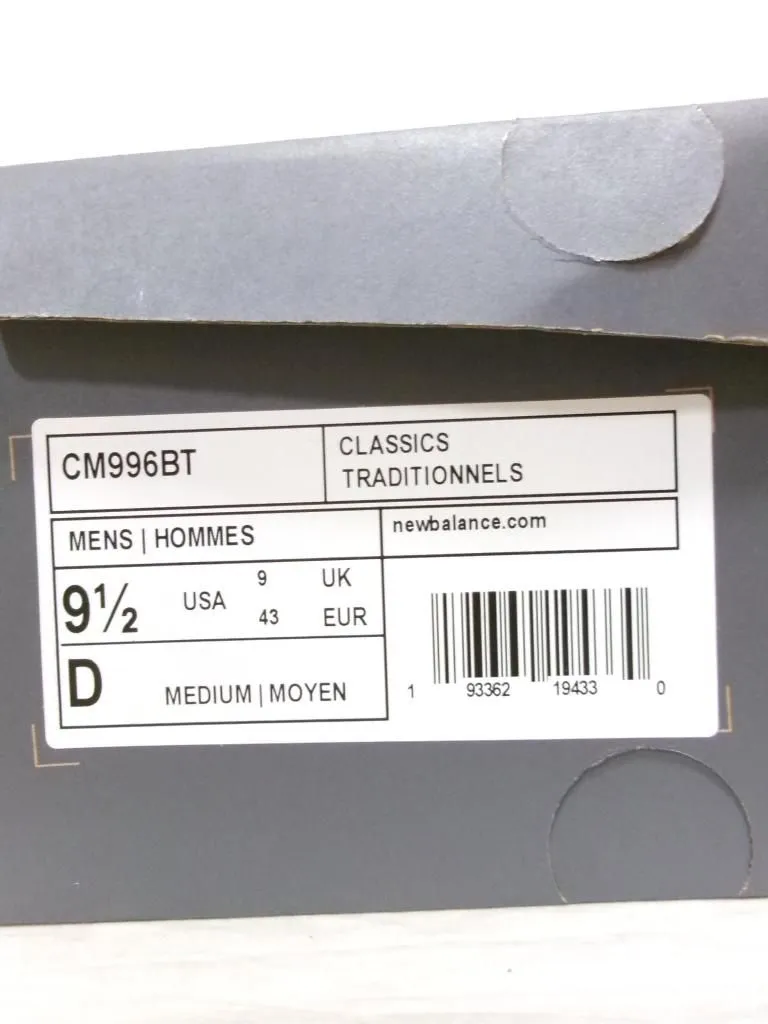 CM996BT
CLASSICS
TRADITIONNELS
MENS | HOMMES
newbalance.com
9½ USA 9 UK
43 EUR
D MEDIUM | MOYEN
1 93362 19433 0